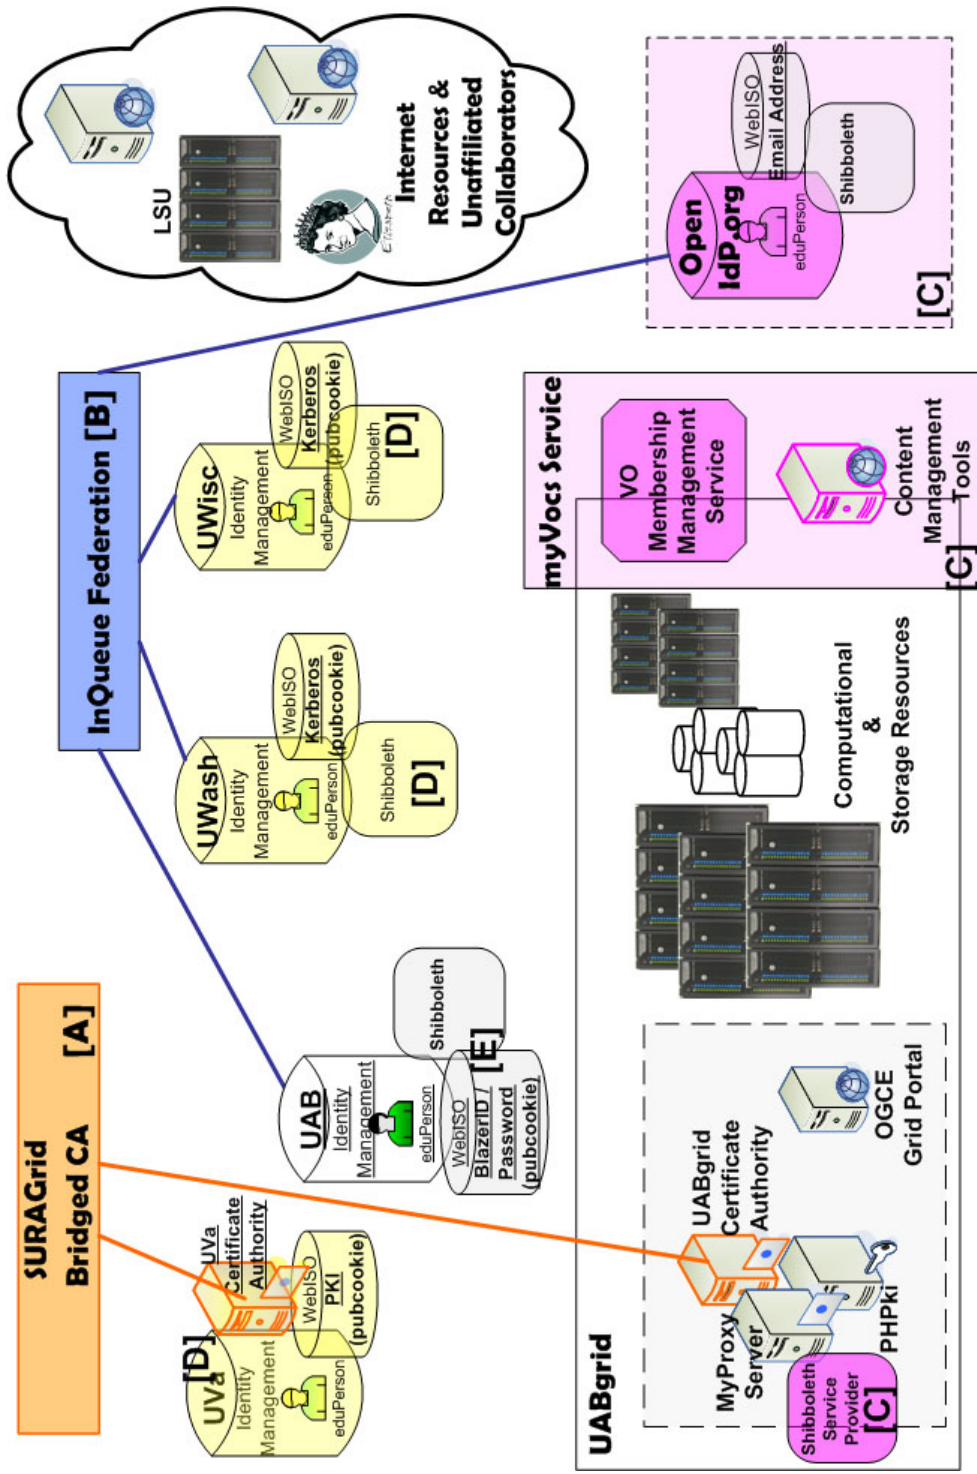 SURAGrid
Bridged CA [A]
InQueue Federation [B]
LSU
Elizabeth
Internet
Resources &
Unaffiliated
Collaborators
[D]
UVa
Identity
Management
eduPerson
UVa
Certificate
Authority
WebISO
PKI
(pubcookie)
UAB
Identity
Management
eduPerson
WebISO
BlazerID /
Password
(pubcookie)
[E]
Shibboleth
UWash
Identity
Management
eduPerson
WebISO
Kerberos
(pubcookie)
Shibboleth
[D]
UWisc
Identity
Management
eduPerson
WebISO
Kerberos
(pubcookie)
Shibboleth
[D]
Open
IdP.org
eduPerson
WebISO
Email Address
Shibboleth
[C]
UABgrid
UABgrid
Certificate
Authority
MyProxy
Server
PHPki
Shibboleth
Service
Provider
[C]
OGCE
Grid Portal
Computational
&
Storage Resources
myVocs Service
VO
Membership
Management
Service
Content
Management
Tools
[C]